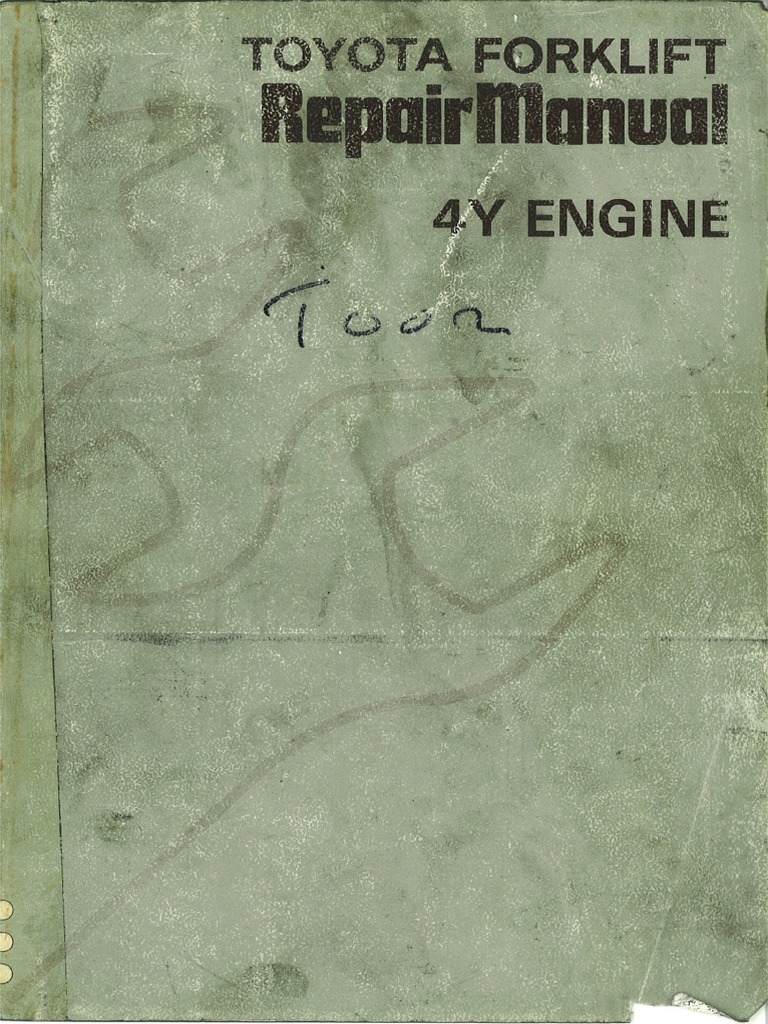 TOYOTA FORKLIFT
Repair Manual
4Y ENGINE